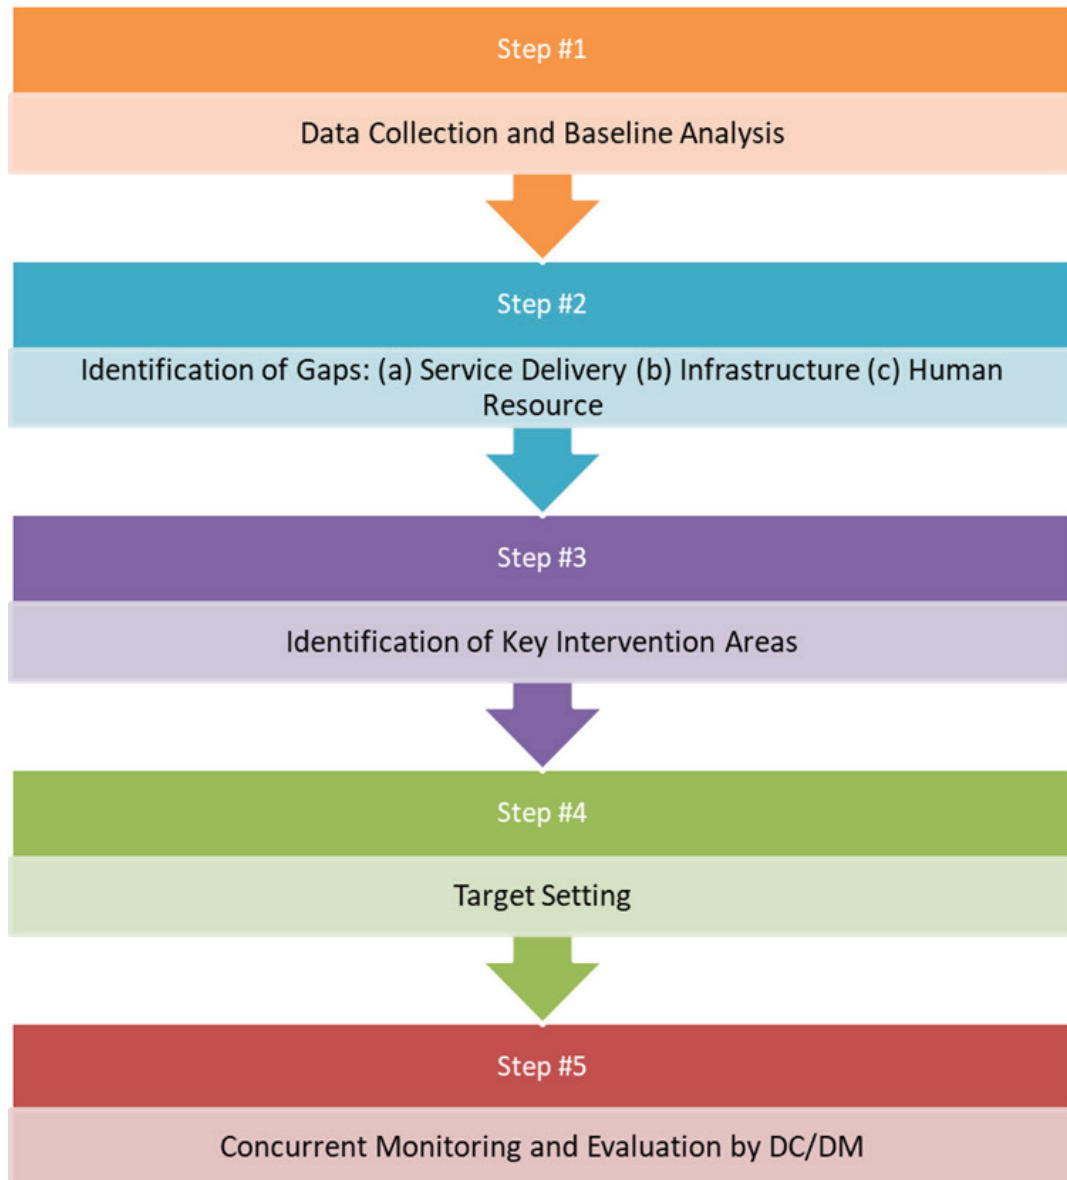 Step #1
Data Collection and Baseline Analysis
Step #2
Identification of Gaps: (a) Service Delivery (b) Infrastructure (c) Human
Resource
Step #3
Identification of Key Intervention Areas
Step #4
Target Setting
Step #5
Concurrent Monitoring and Evaluation by DC/DM